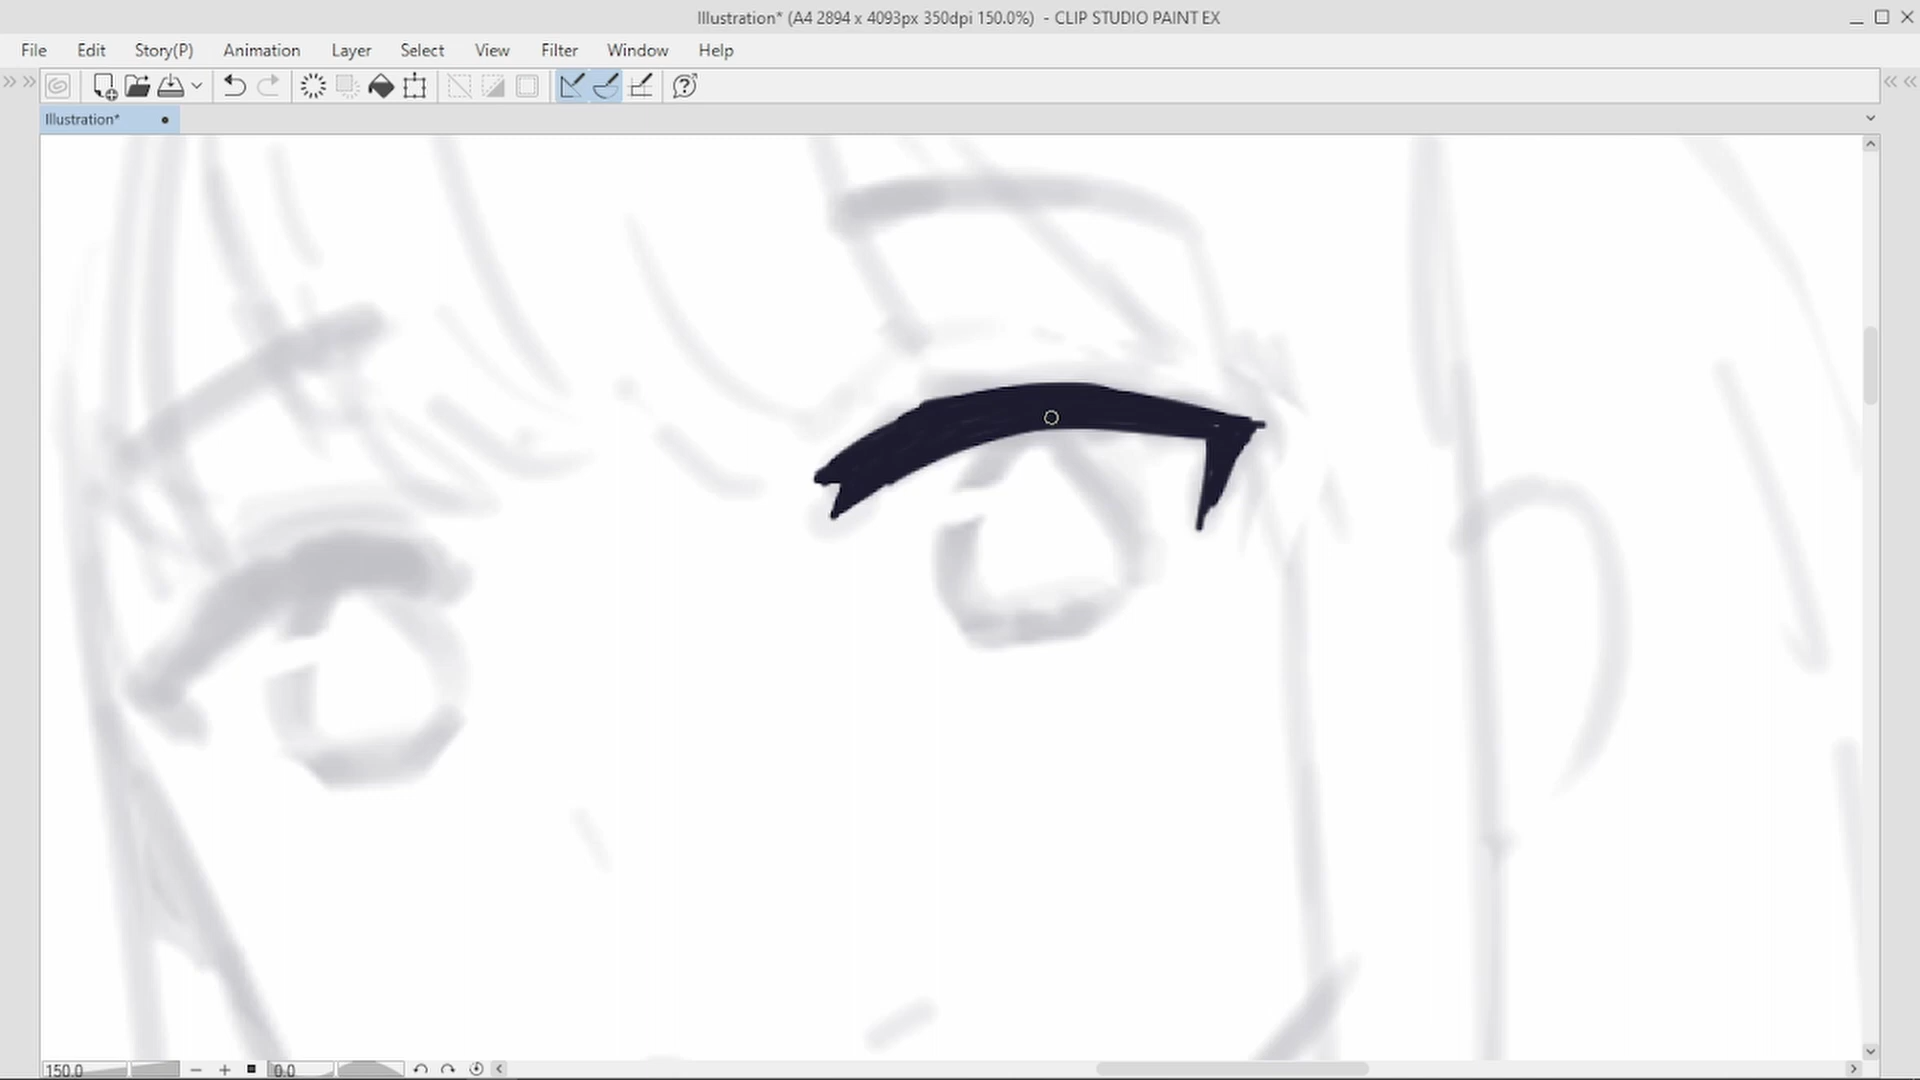 Illustration* (A4 2894 x 4093px 350dpi 150.0%) - CLIP STUDIO PAINT EX
File Edit Story(P) Animation Layer Select View Filter Window Help
Illustration*
150.0 0.0